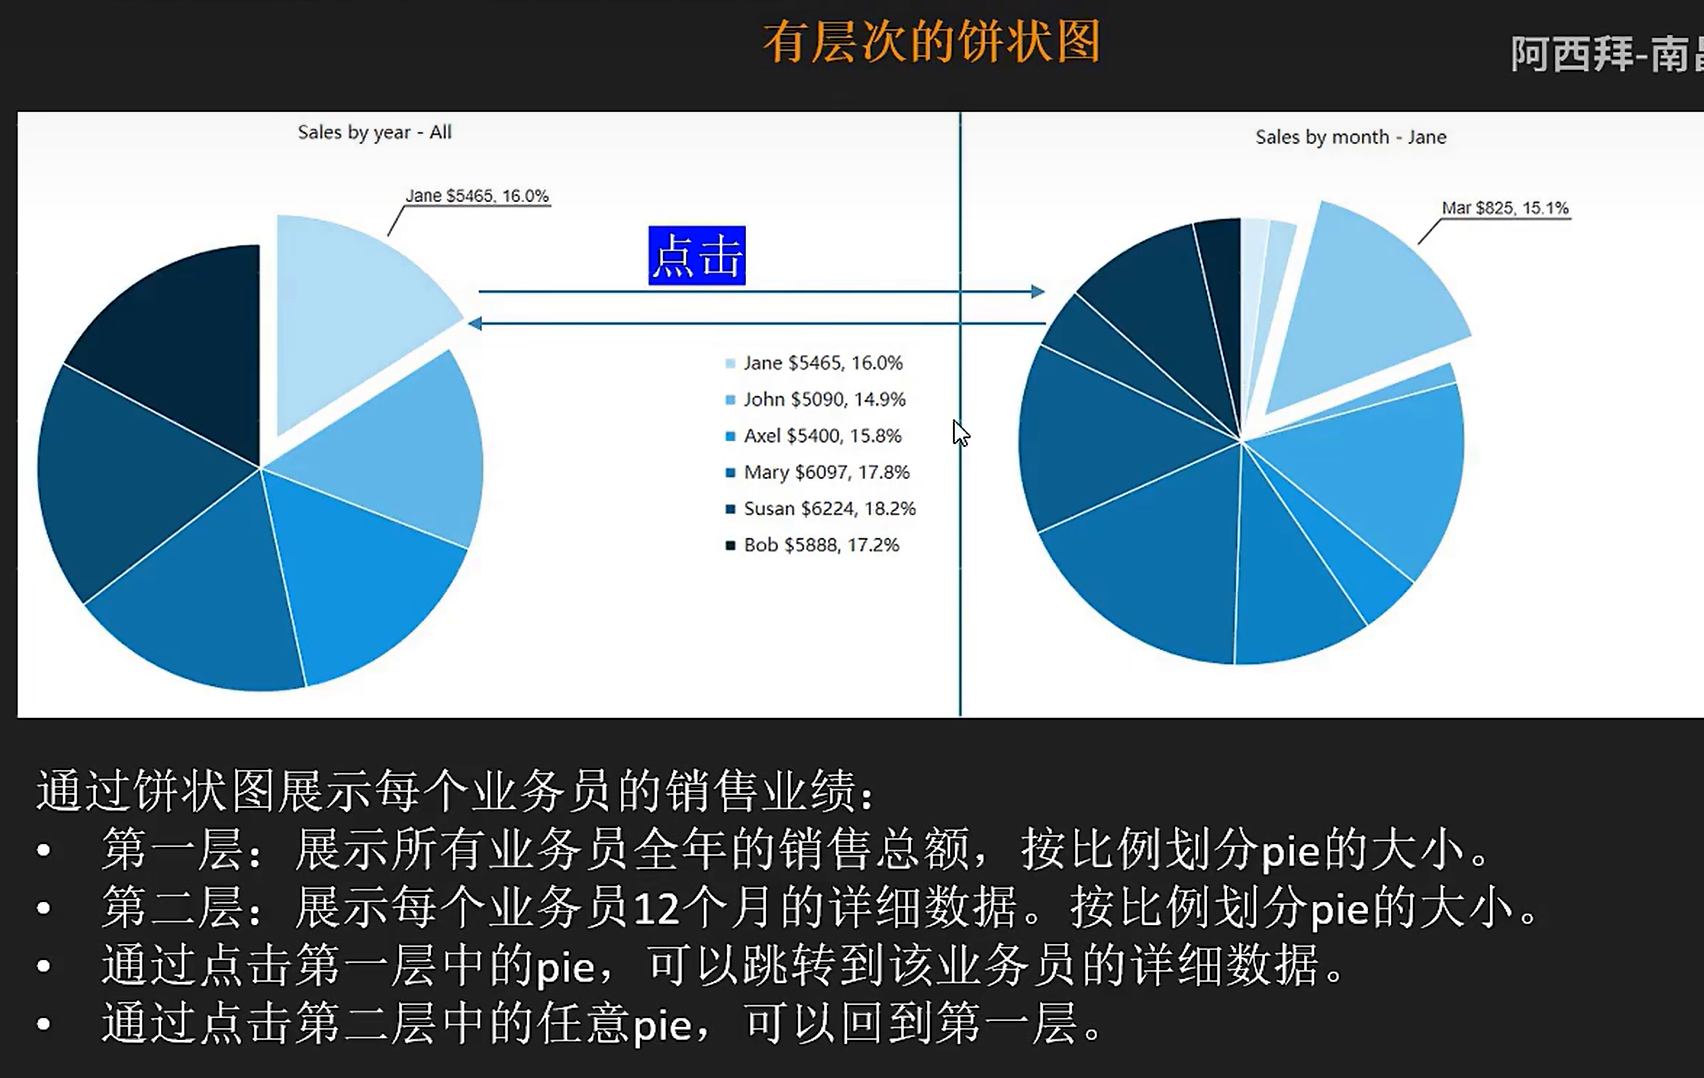 有层次的饼状图
阿西拜-南
Sales by year - All
Jane $5465, 16.0%
点击
Jane $5465, 16.0%
John $5090, 14.9%
Axel $5400, 15.8%
Mary $6097, 17.8%
Susan $6224, 18.2%
Bob $5888, 17.2%
Sales by month - Jane
Mar $825, 15.1%
通过饼状图展示每个业务员的销售业绩：
• 第一层：展示所有业务员全年的销售总额，按比例划分pie的大小。
• 第二层：展示每个业务员12个月的详细数据。按比例划分pie的大小。
• 通过点击第一层中的pie，可以跳转到该业务员的详细数据。
• 通过点击第二层中的任意pie，可以回到第一层。